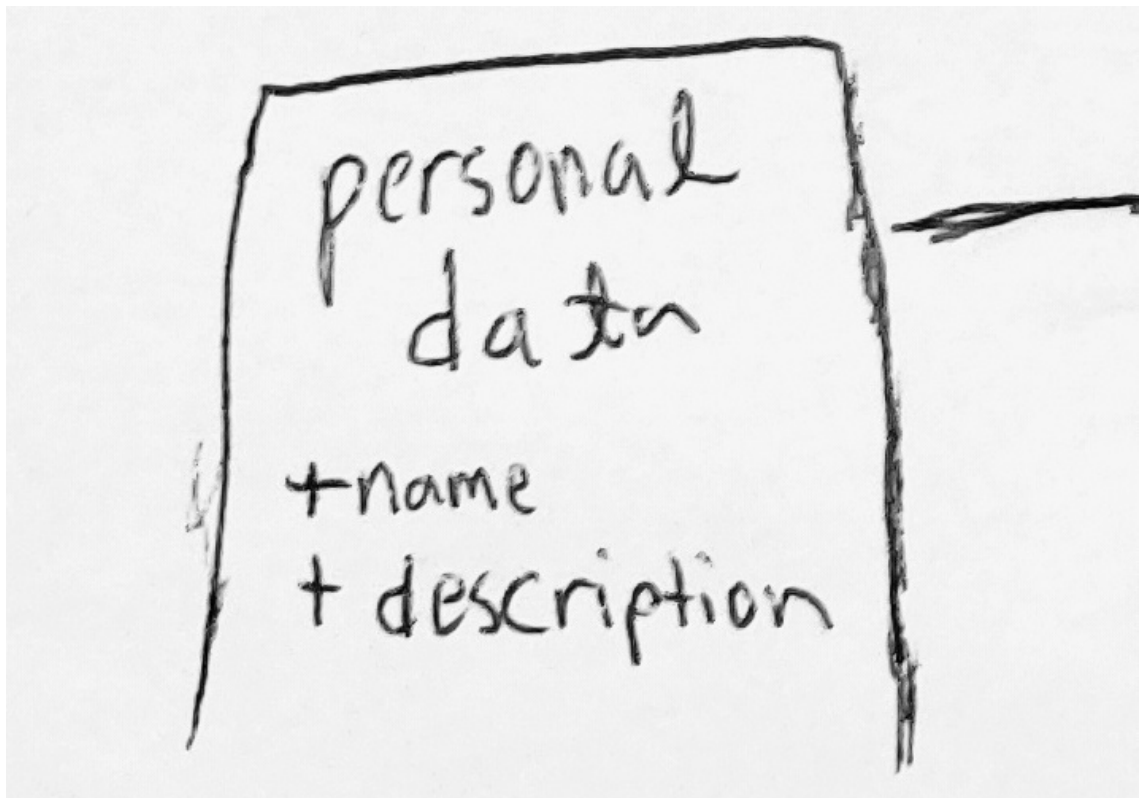 personal
data
+name
+ description